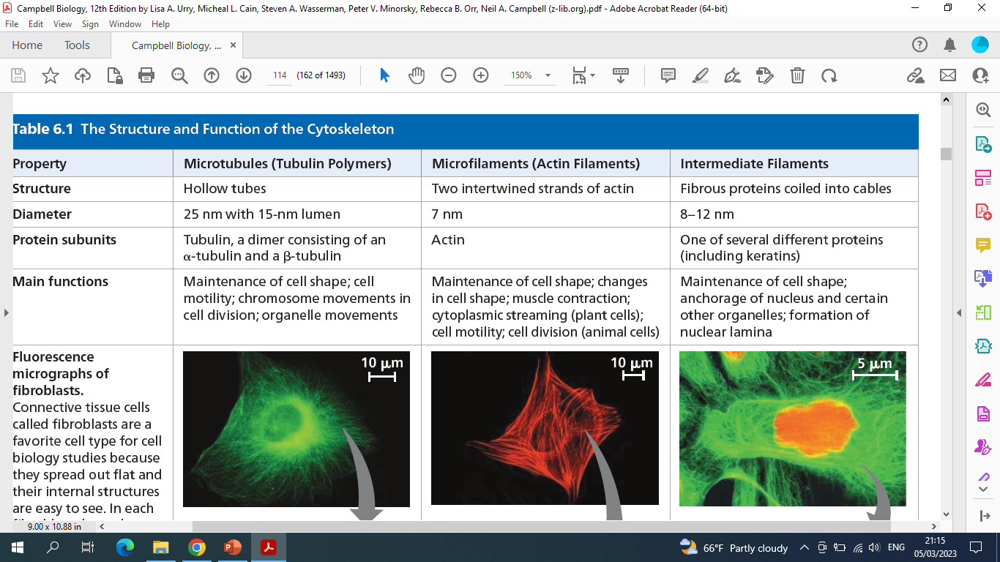 Campbell Biology, 12th Edition by Lisa A. Urry, Micheal L. Cain, Steven A. Wasserman, Peter V. Minorsky, Rebecca B. Orr, Neil A. Campbell (z-lib.org).pdf - Adobe Acrobat Reader (64-bit)
File Edit View Sign Window Help
Home Tools Campbell Biology, ... ×
114 (162 of 1493) 150%
Table 6.1 The Structure and Function of the Cytoskeleton
Property Microtubules (Tubulin Polymers) Microfilaments (Actin Filaments) Intermediate Filaments
Structure Hollow tubes Two intertwined strands of actin Fibrous proteins coiled into cables
Diameter 25 nm with 15-nm lumen 7 nm 8–12 nm
Protein subunits Tubulin, a dimer consisting of an Actin One of several different proteins
α-tubulin and a β-tubulin (including keratins)
Main functions Maintenance of cell shape; cell Maintenance of cell shape; changes Maintenance of cell shape;
motility; chromosome movements in in cell shape; muscle contraction; anchorage of nucleus and certain
cell division; organelle movements cytoplasmic streaming (plant cells); other organelles; formation of
cell motility; cell division (animal cells) nuclear lamina
Fluorescence 10 μm 10 μm 5 μm
micrographs of
fibroblasts.
Connective tissue cells
called fibroblasts are a
favorite cell type for cell
biology studies because
they spread out flat and
their internal structures
are easy to see. In each
9.00 x 10.88 in
66°F Partly cloudy ENG 21:15
05/03/2023